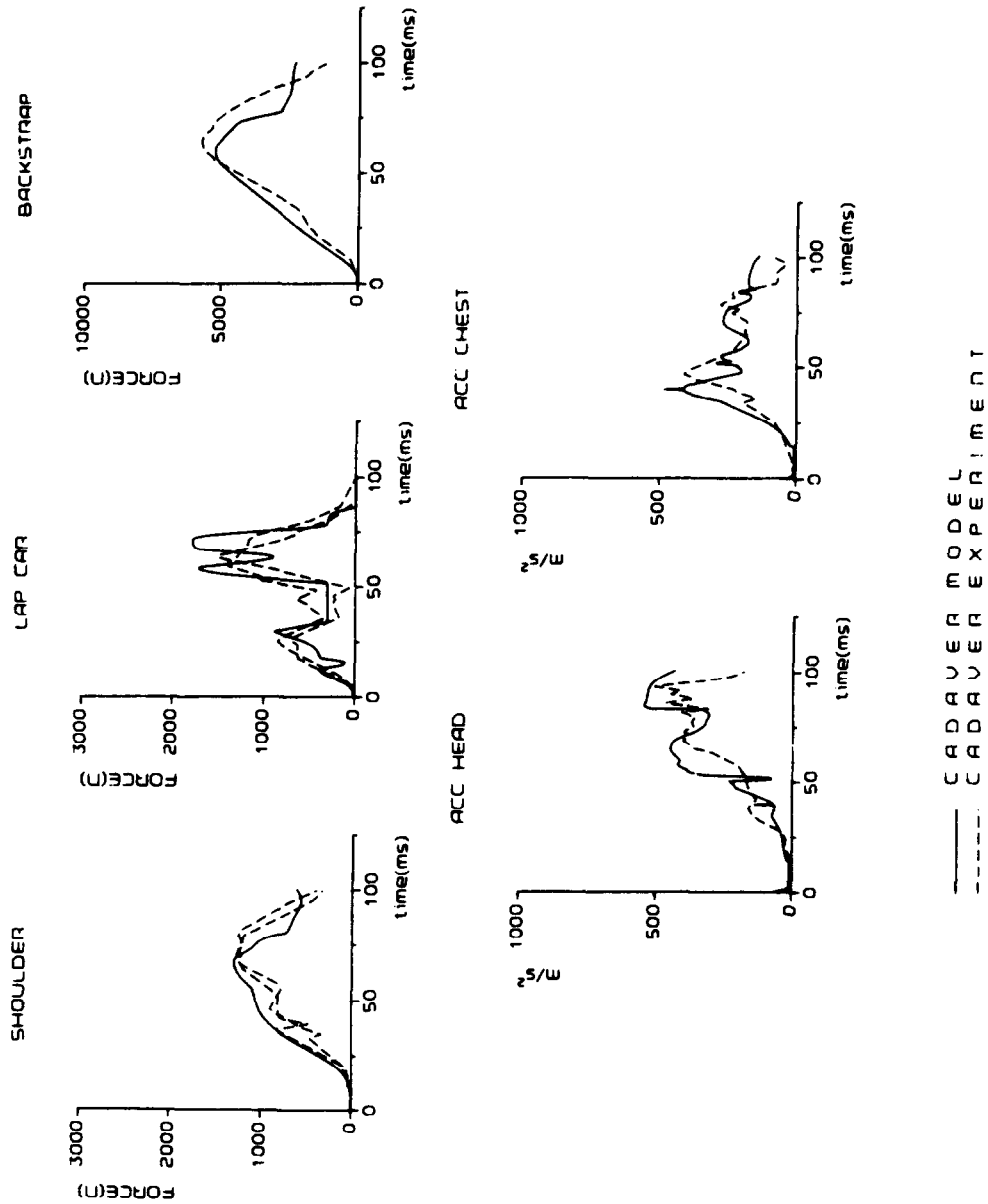 SHOULDER
FORCE(N)
3000
2000
1000
0
0
50
100
time(ms)
LAP CAR
FORCE(N)
3000
2000
1000
0
0
50
100
time(ms)
BACKSTRAP
FORCE(N)
10000
5000
0
0
50
100
time(ms)
ACC HEAD
m/s²
1000
500
0
0
50
100
time(ms)
ACC CHEST
m/s²
1000
500
0
0
50
100
time(ms)
CADAVER MODEL
CADAVER EXPERIMENT